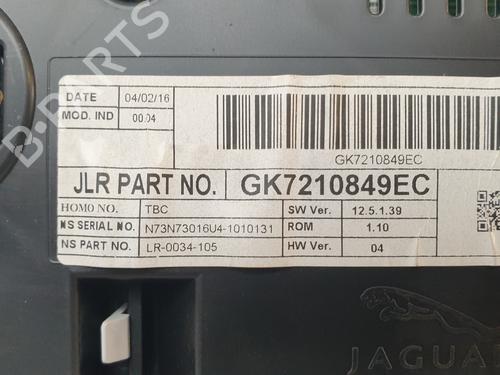 B-PARTS
DATE 04/02/16
MOD. IND 00.04
GK7210849EC
JLR PART NO. GK7210849EC
HOMO NO. TBC SW Ver. 12.5.1.39
NS SERIAL NO. N73N73016U4-1010131 ROM 1.10
NS PART NO. LR-0034-105 HW Ver. 04
JAGUA